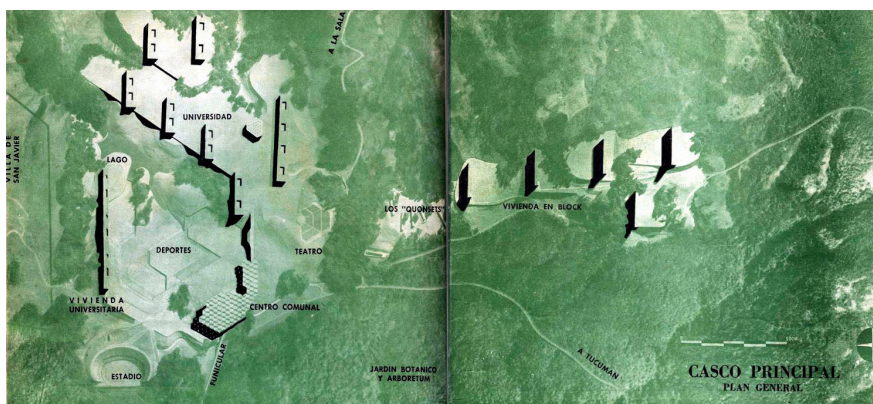 A LA SALA
UNIVERSIDAD
VILLA DE
SAN JAVIER
LAGO
LOS "QUONSETS"
VIVIENDA EN BLOCK
DEPORTES
TEATRO
VIVIENDA
UNIVERSITARIA
CENTRO COMUNAL
FUNICULAR
ESTADIO
JARDIN BOTANICO
Y ARBORETUM
A TUCUMAN
CASCO PRINCIPAL
PLAN GENERAL